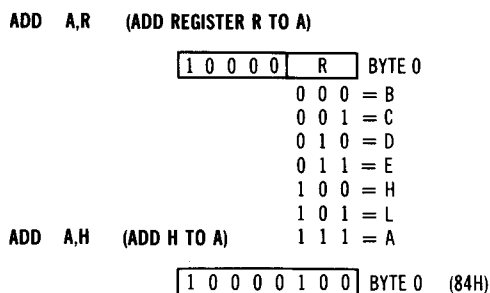 ADD A,R (ADD REGISTER R TO A)
1 0 0 0 0 R BYTE 0
0 0 0 = B
0 0 1 = C
0 1 0 = D
0 1 1 = E
1 0 0 = H
1 0 1 = L
1 1 1 = A
ADD A,H (ADD H TO A)
1 0 0 0 0 1 0 0 BYTE 0 (84H)